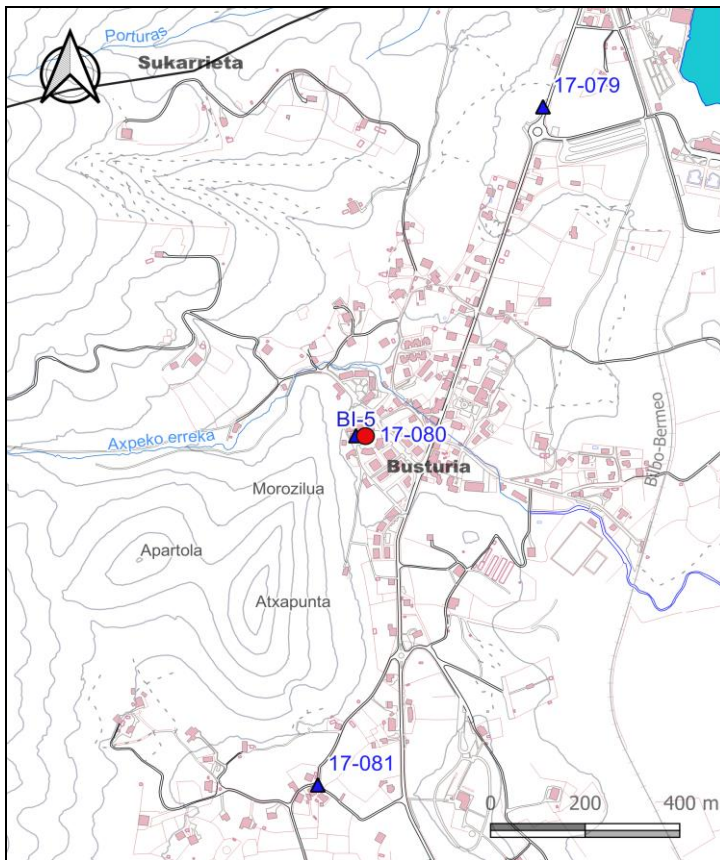 Porturas
Sukarrieta
17-079
Axpeko erreka
BI-5
17-080
Busturia
Bilbo-Bermeo
Morozilua
Apartola
Atxapunta
17-081
0 200 400 m